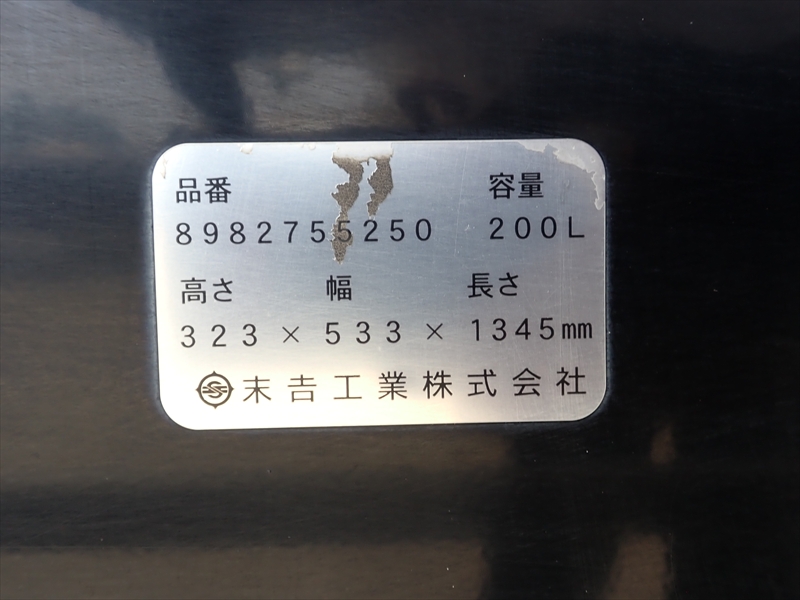 品番 容量
8982755250 200L
高さ 幅 長さ
323 × 533 × 1345mm
末吉工業株式会社